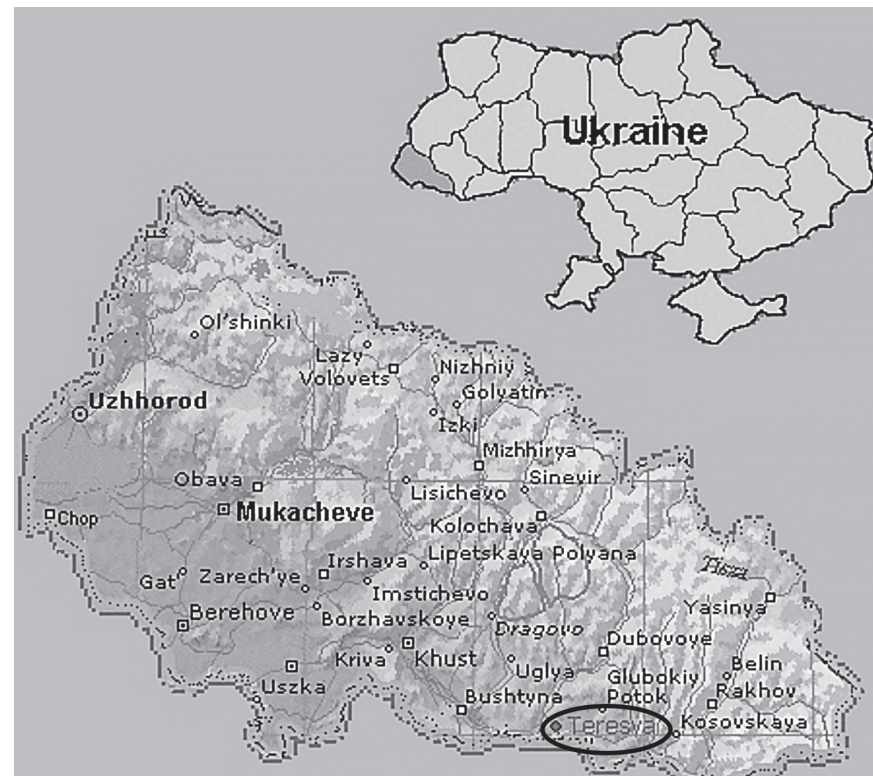 Ukraine
Ol'shinki
Lazy
Volovets
Nizhniy
Golyatin
Izki
Uzhhorod
Mizhhirya
Obava
Lisichevo
Sinevir
Chop
Mukacheve
Kolochava
Irshava
Lipetskaya Polyana
Gat'
Zarech'ye
Imstichevo
Tisza
Yasinya
Berehove
Borzhavskoye
Dragovo
Dubovoye
Kriva
Khust
Uglya
Glubokiy
Potok
Belin
Uszka
Bushtyna
Rakhov
Teresva
Kosovskaya